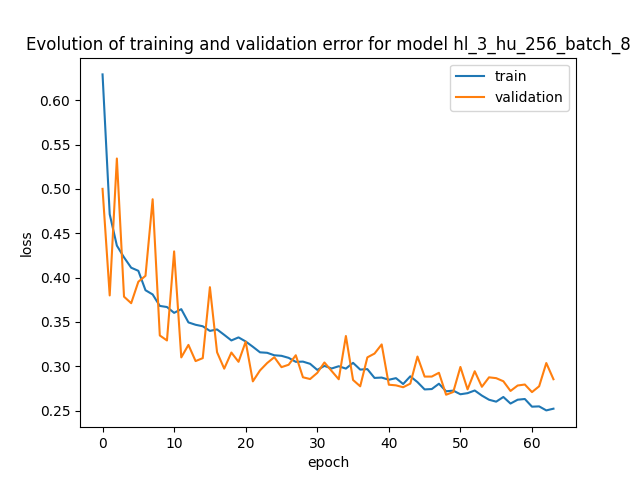 Evolution of training and validation error for model hl_3_hu_256_batch_8
train
validation
0.60
0.55
0.50
0.45
0.40
0.35
0.30
0.25
loss
0 10 20 30 40 50 60
epoch